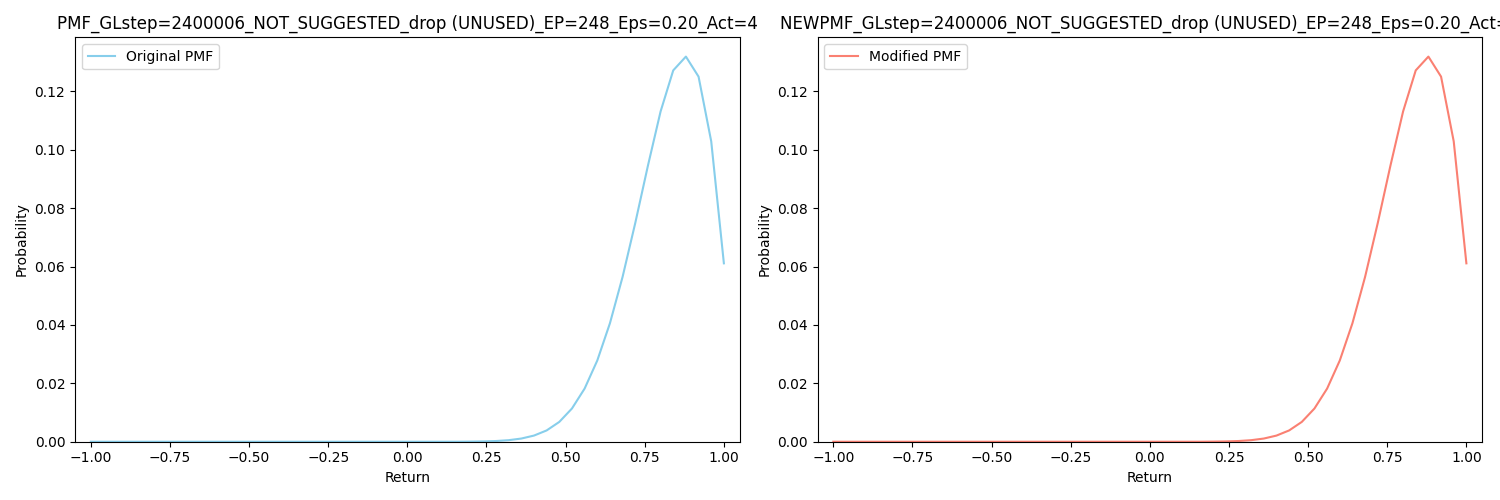 PMF_GLstep=2400006_NOT_SUGGESTED_drop (UNUSED)_EP=248_Eps=0.20_Act=4
Original PMF
Probability
0.12
0.10
0.08
0.06
0.04
0.02
0.00
−1.00 −0.75 −0.50 −0.25 0.00 0.25 0.50 0.75 1.00
Return
NEWPMF_GLstep=2400006_NOT_SUGGESTED_drop (UNUSED)_EP=248_Eps=0.20_Act=
Modified PMF
Probability
0.12
0.10
0.08
0.06
0.04
0.02
0.00
−1.00 −0.75 −0.50 −0.25 0.00 0.25 0.50 0.75 1.00
Return